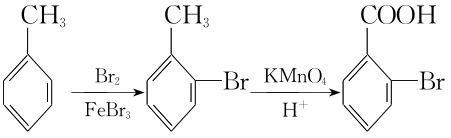 CH₃
Br₂
FeBr₃
CH₃
Br
KMnO₄
H⁺
COOH
Br